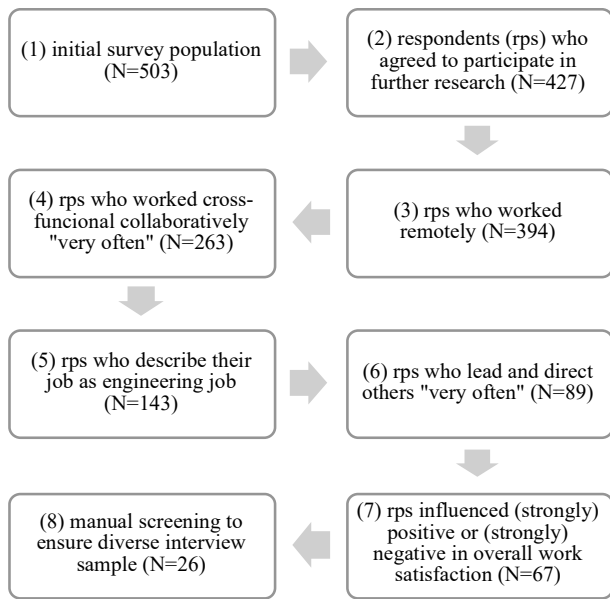 (1) initial survey population
(N=503)
(2) respondents (rps) who
agreed to participate in
further research (N=427)
(3) rps who worked
remotely (N=394)
(4) rps who worked cross-
funcional collaboratively
"very often" (N=263)
(5) rps who describe their
job as engineering job
(N=143)
(6) rps who lead and direct
others "very often" (N=89)
(7) rps influenced (strongly)
positive or (strongly)
negative in overall work
satisfaction (N=67)
(8) manual screening to
ensure diverse interview
sample (N=26)